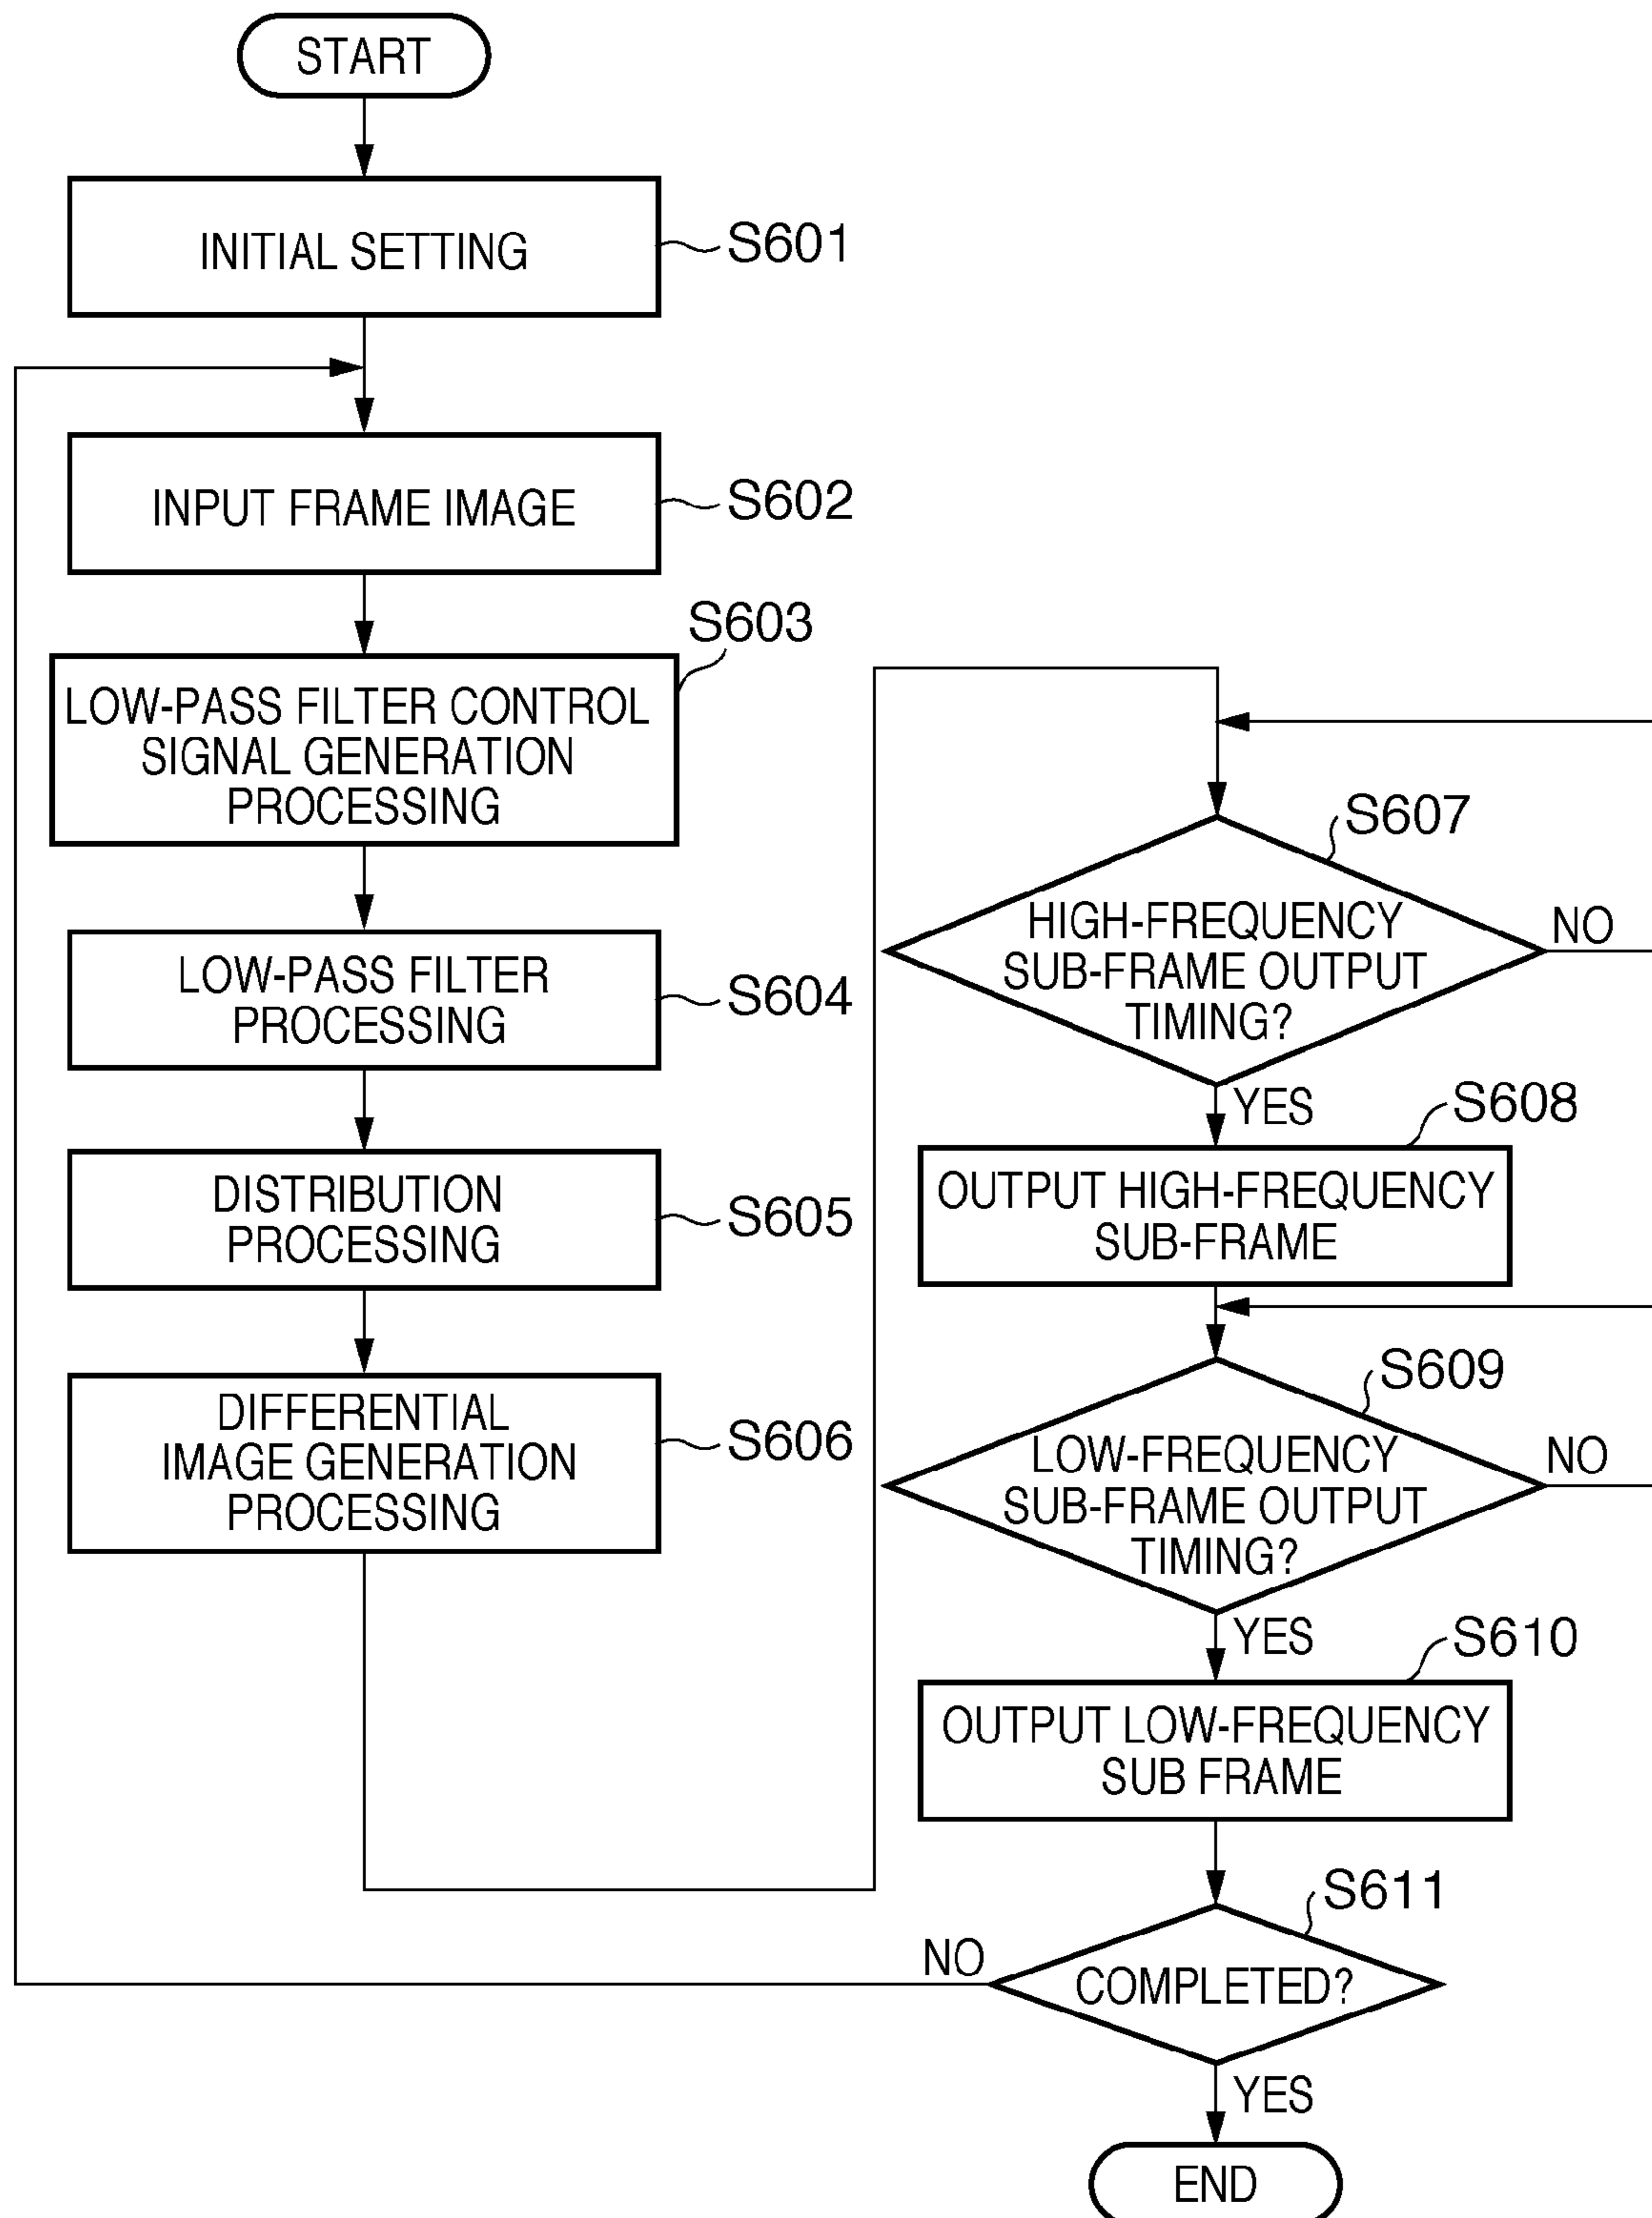 START
INITIAL SETTING
S601
INPUT FRAME IMAGE
S602
S603
LOW-PASS FILTER CONTROL
SIGNAL GENERATION
PROCESSING
LOW-PASS FILTER
PROCESSING
S604
DISTRIBUTION
PROCESSING
S605
DIFFERENTIAL
IMAGE GENERATION
PROCESSING
S606
S607
HIGH-FREQUENCY
SUB-FRAME OUTPUT
TIMING?
NO
YES
S608
OUTPUT HIGH-FREQUENCY
SUB-FRAME
S609
LOW-FREQUENCY
SUB-FRAME OUTPUT
TIMING?
NO
YES
S610
OUTPUT LOW-FREQUENCY
SUB FRAME
S611
COMPLETED?
NO
YES
END